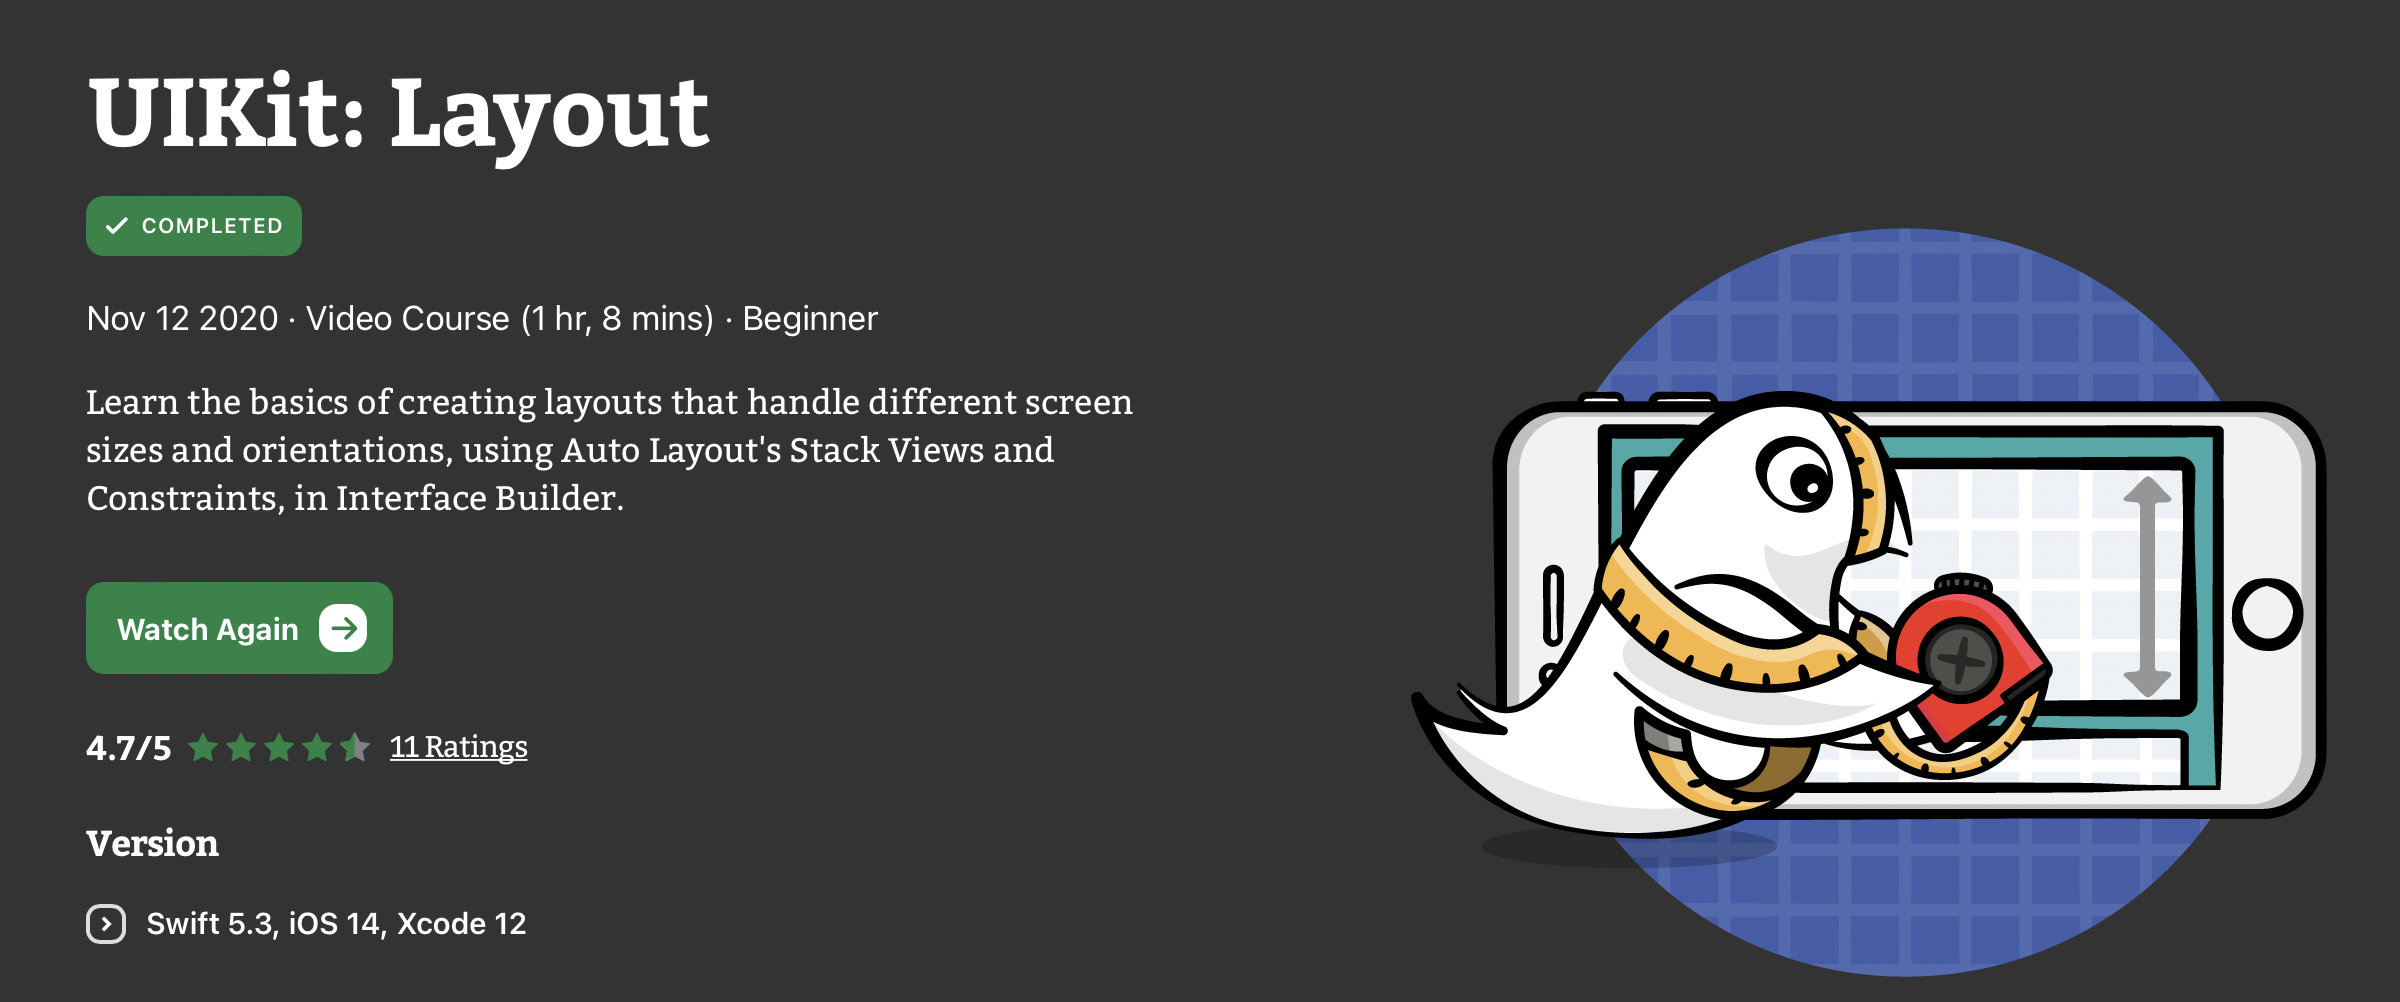 UIKit: Layout
COMPLETED
Nov 12 2020 · Video Course (1 hr, 8 mins) · Beginner
Learn the basics of creating layouts that handle different screen
sizes and orientations, using Auto Layout's Stack Views and
Constraints, in Interface Builder.
Watch Again
4.7/5 11 Ratings
Version
Swift 5.3, iOS 14, Xcode 12